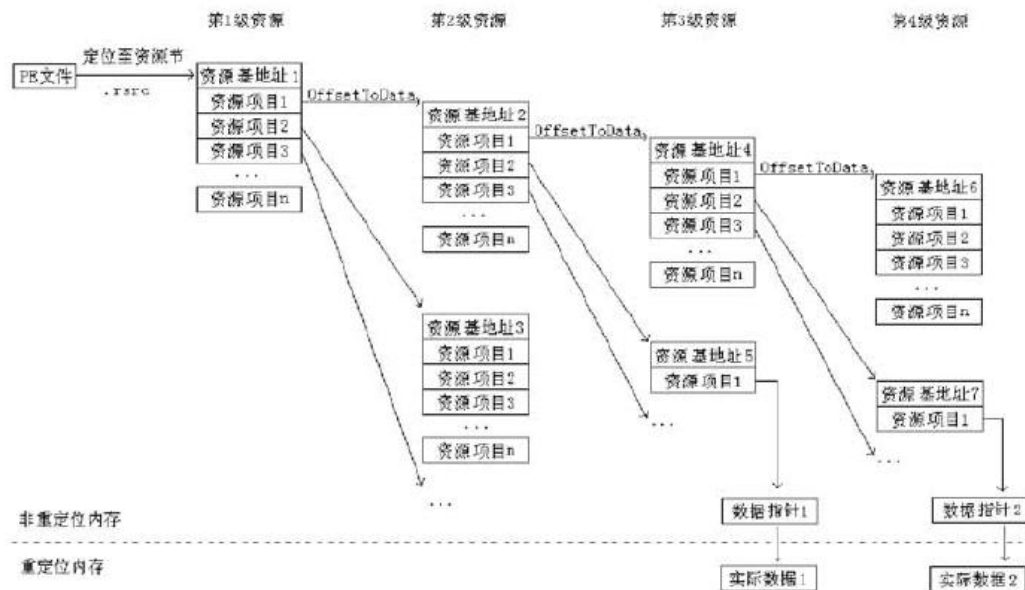 第1级资源
第2级资源
第3级资源
第4级资源
PE文件
定位至资源节
.rsrc
资源基地址1
资源项目1
资源项目2
资源项目3
...
资源项目n
OffsetToData
资源基地址2
资源项目1
资源项目2
资源项目3
...
资源项目n
OffsetToData
资源基地址4
资源项目1
资源项目2
资源项目3
...
资源项目n
OffsetToData
资源基地址6
资源项目1
资源项目2
资源项目3
...
资源项目n
资源基地址3
资源项目1
资源项目2
资源项目3
...
资源项目n
...
资源基地址5
资源项目1
...
资源基地址7
资源项目1
...
非重定位内存
数据指针1
数据指针2
重定位内存
实际数据1
实际数据2